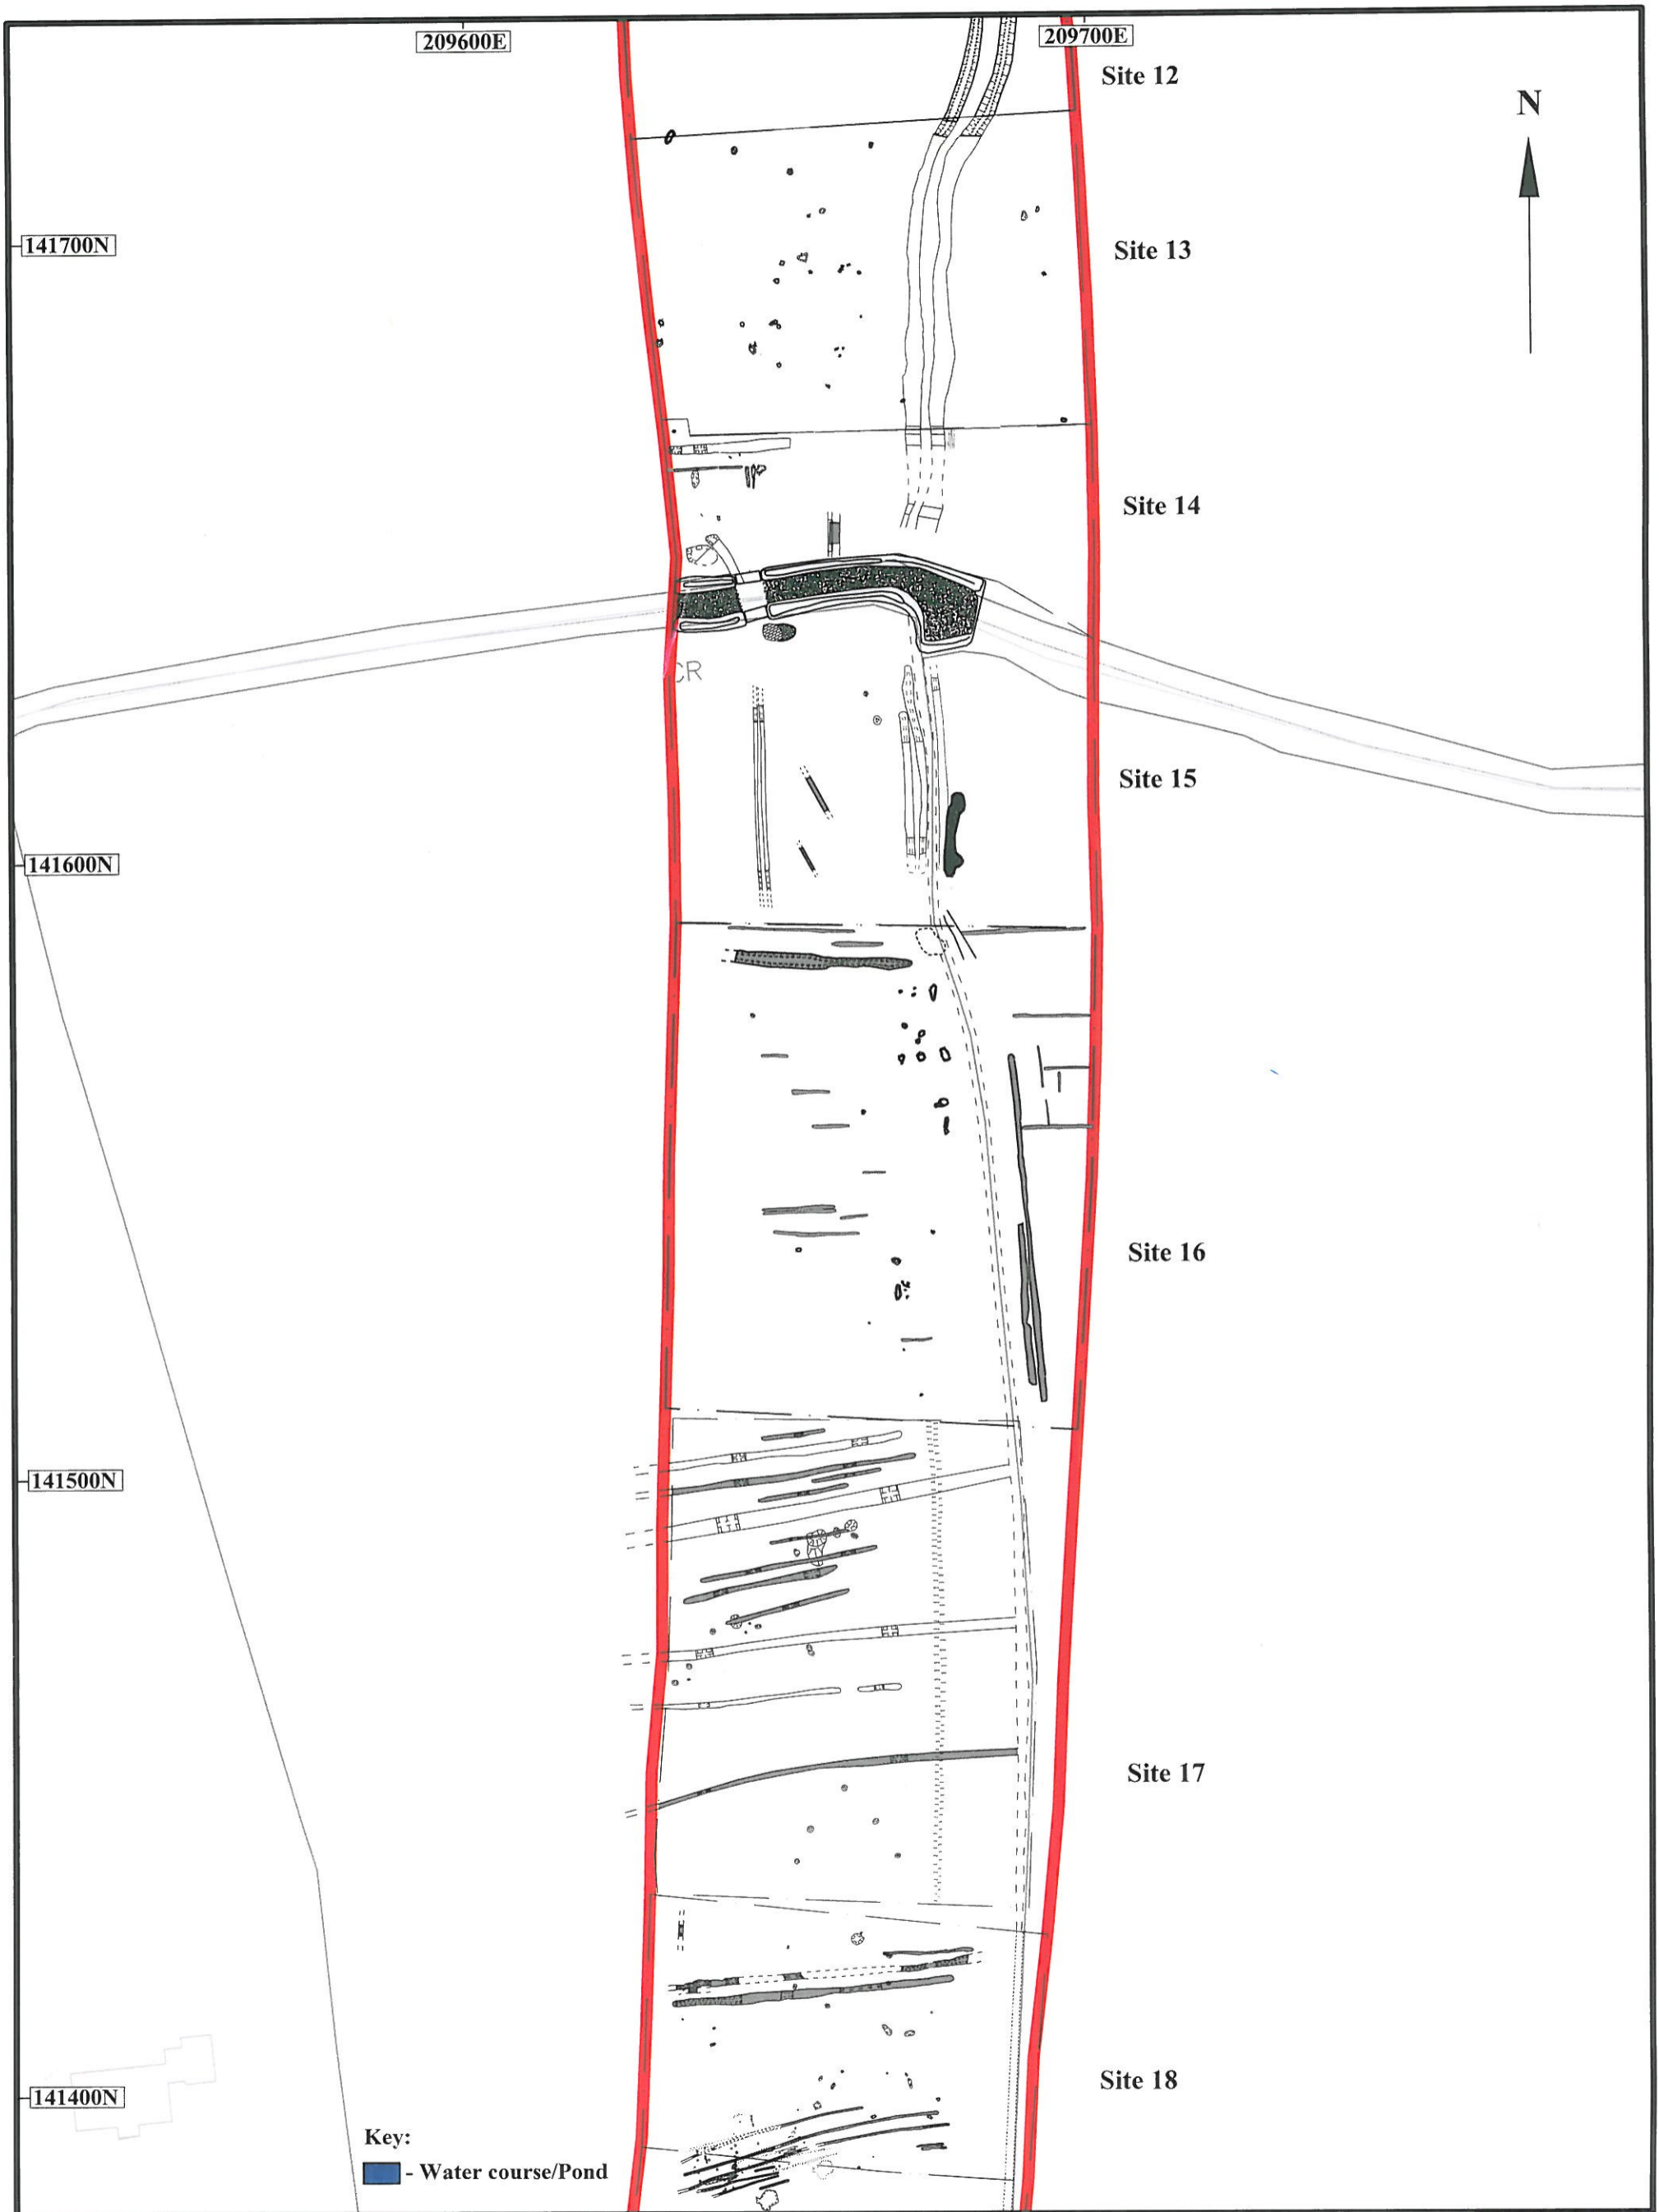 209600E
209700E
Site 12
N
141700N
Site 13
Site 14
CR
Site 15
141600N
Site 16
141500N
Site 17
Site 18
141400N
Key:
- Water course/Pond